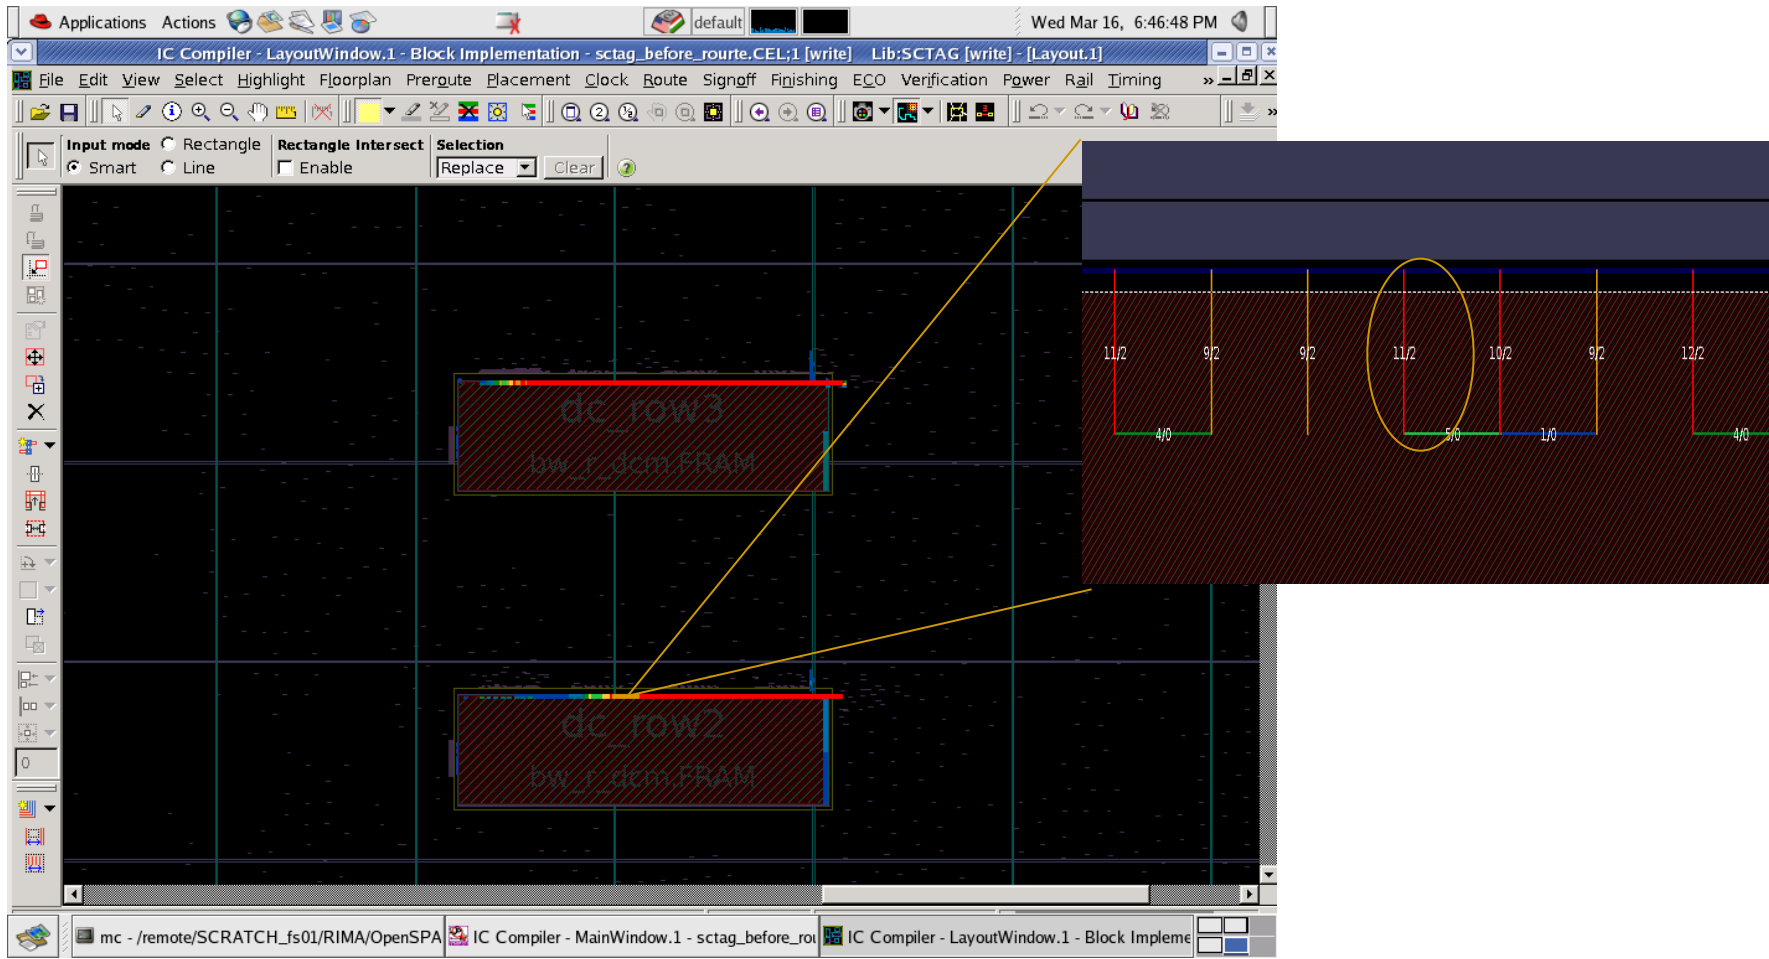 Applications Actions default Wed Mar 16, 6:46:48 PM
IC Compiler - LayoutWindow.1 - Block Implementation - sctag_before_rourte.CEL;1 [write] Lib:SCTAG [write] - [Layout.1]
File Edit View Select Highlight Floorplan Preroute Placement Clock Route Signoff Finishing ECO Verification Power Rail Timing »
Input mode Rectangle Rectangle Intersect Selection
Smart Line Enable Replace Clear
11/2 9/2 9/2 11/2 10/2 9/2 12/2
4/0 5/0 1/0 4/0
dc_row3
bw_r_dcm.FRAM
dc_row2
bw_r_dcm.FRAM
0
mc - /remote/SCRATCH_fs01/RIMA/OpenSPA IC Compiler - MainWindow.1 - sctag_before_rou IC Compiler - LayoutWindow.1 - Block Impleme